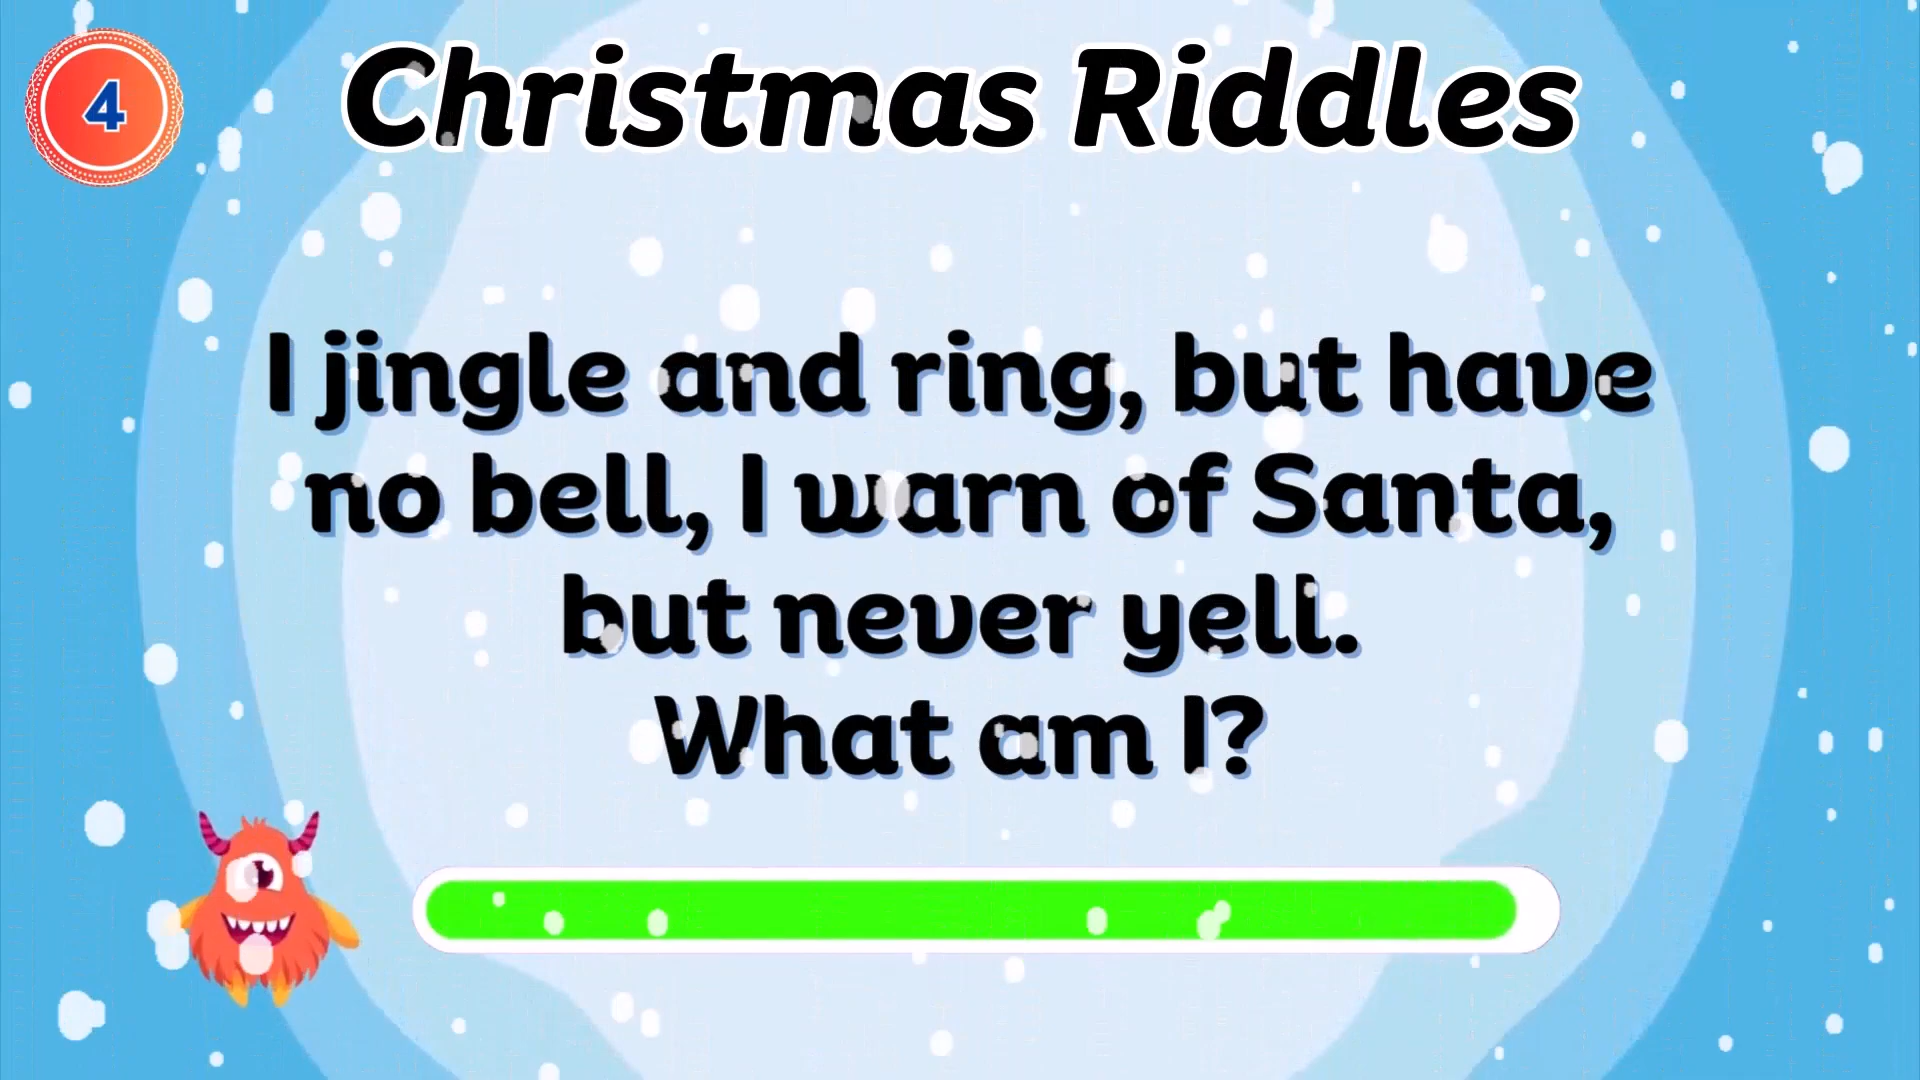 4
Christmas Riddles
I jingle and ring, but have
no bell, I warn of Santa,
but never yell.
What am I?